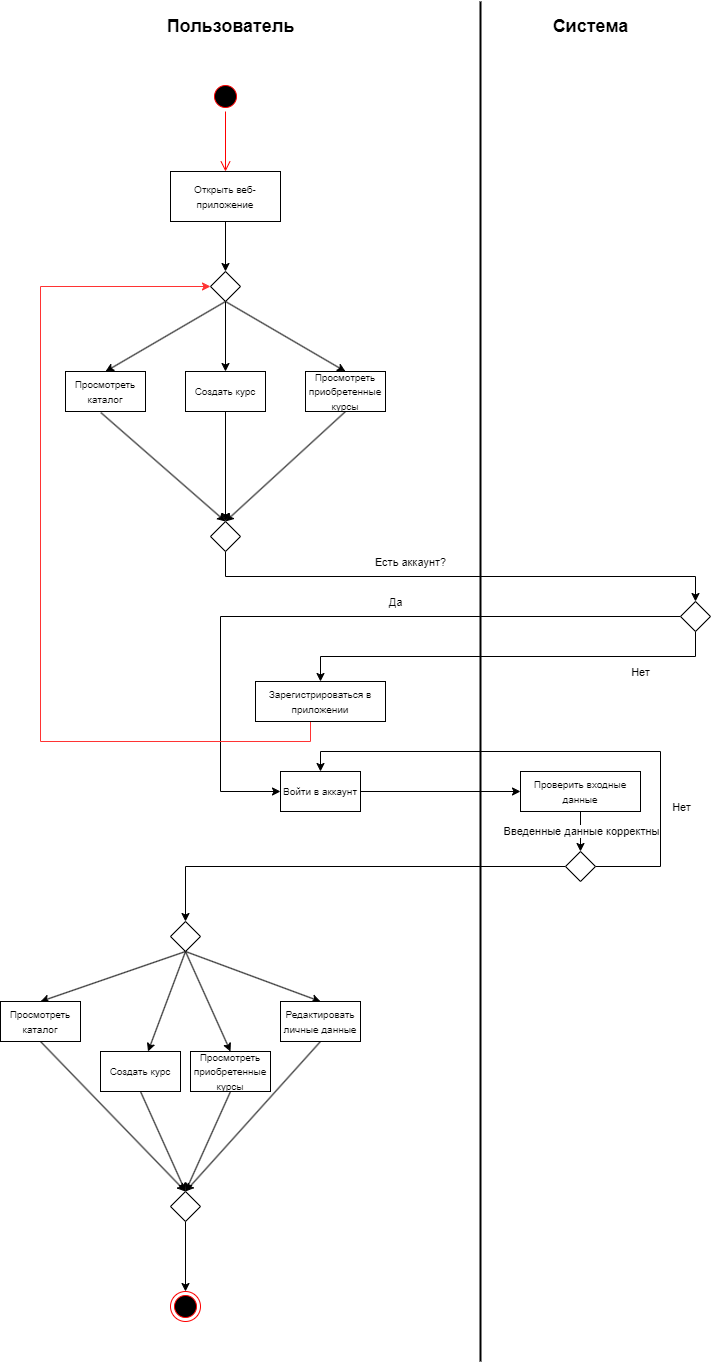 Пользователь
Система
Открыть веб-
приложение
Просмотреть
каталог
Создать курс
Просмотреть
приобретенные
курсы
Есть аккаунт?
Да
Нет
Зарегистрироваться в
приложении
Войти в аккаунт
Проверить входные
данные
Нет
Введенные данные корректны
Просмотреть
каталог
Создать курс
Просмотреть
приобретенные
курсы
Редактировать
личные данные